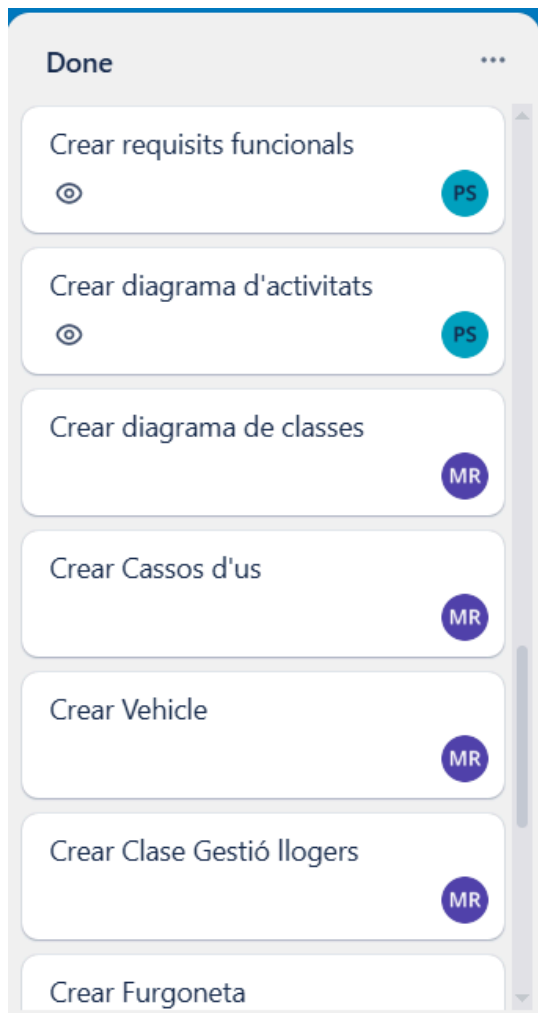 Done
Crear requisits funcionals
PS
Crear diagrama d'activitats
PS
Crear diagrama de classes
MR
Crear Cassos d'us
MR
Crear Vehicle
MR
Crear Clase Gestió llogers
MR
Crear Furgoneta